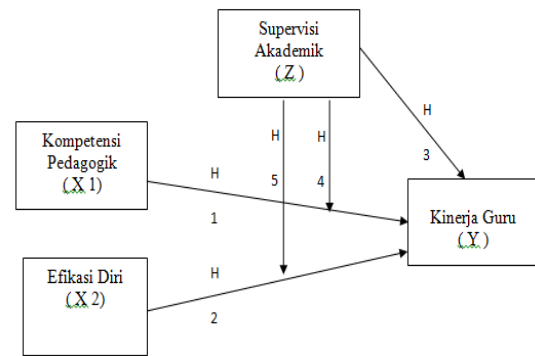 Supervisi
Akademik
( Z )
H
H
H
5
4
3
Kompetensi
Pedagogik
( X 1)
H
1
Kinerja Guru
( Y )
Efikasi Diri
( X 2)
H
2